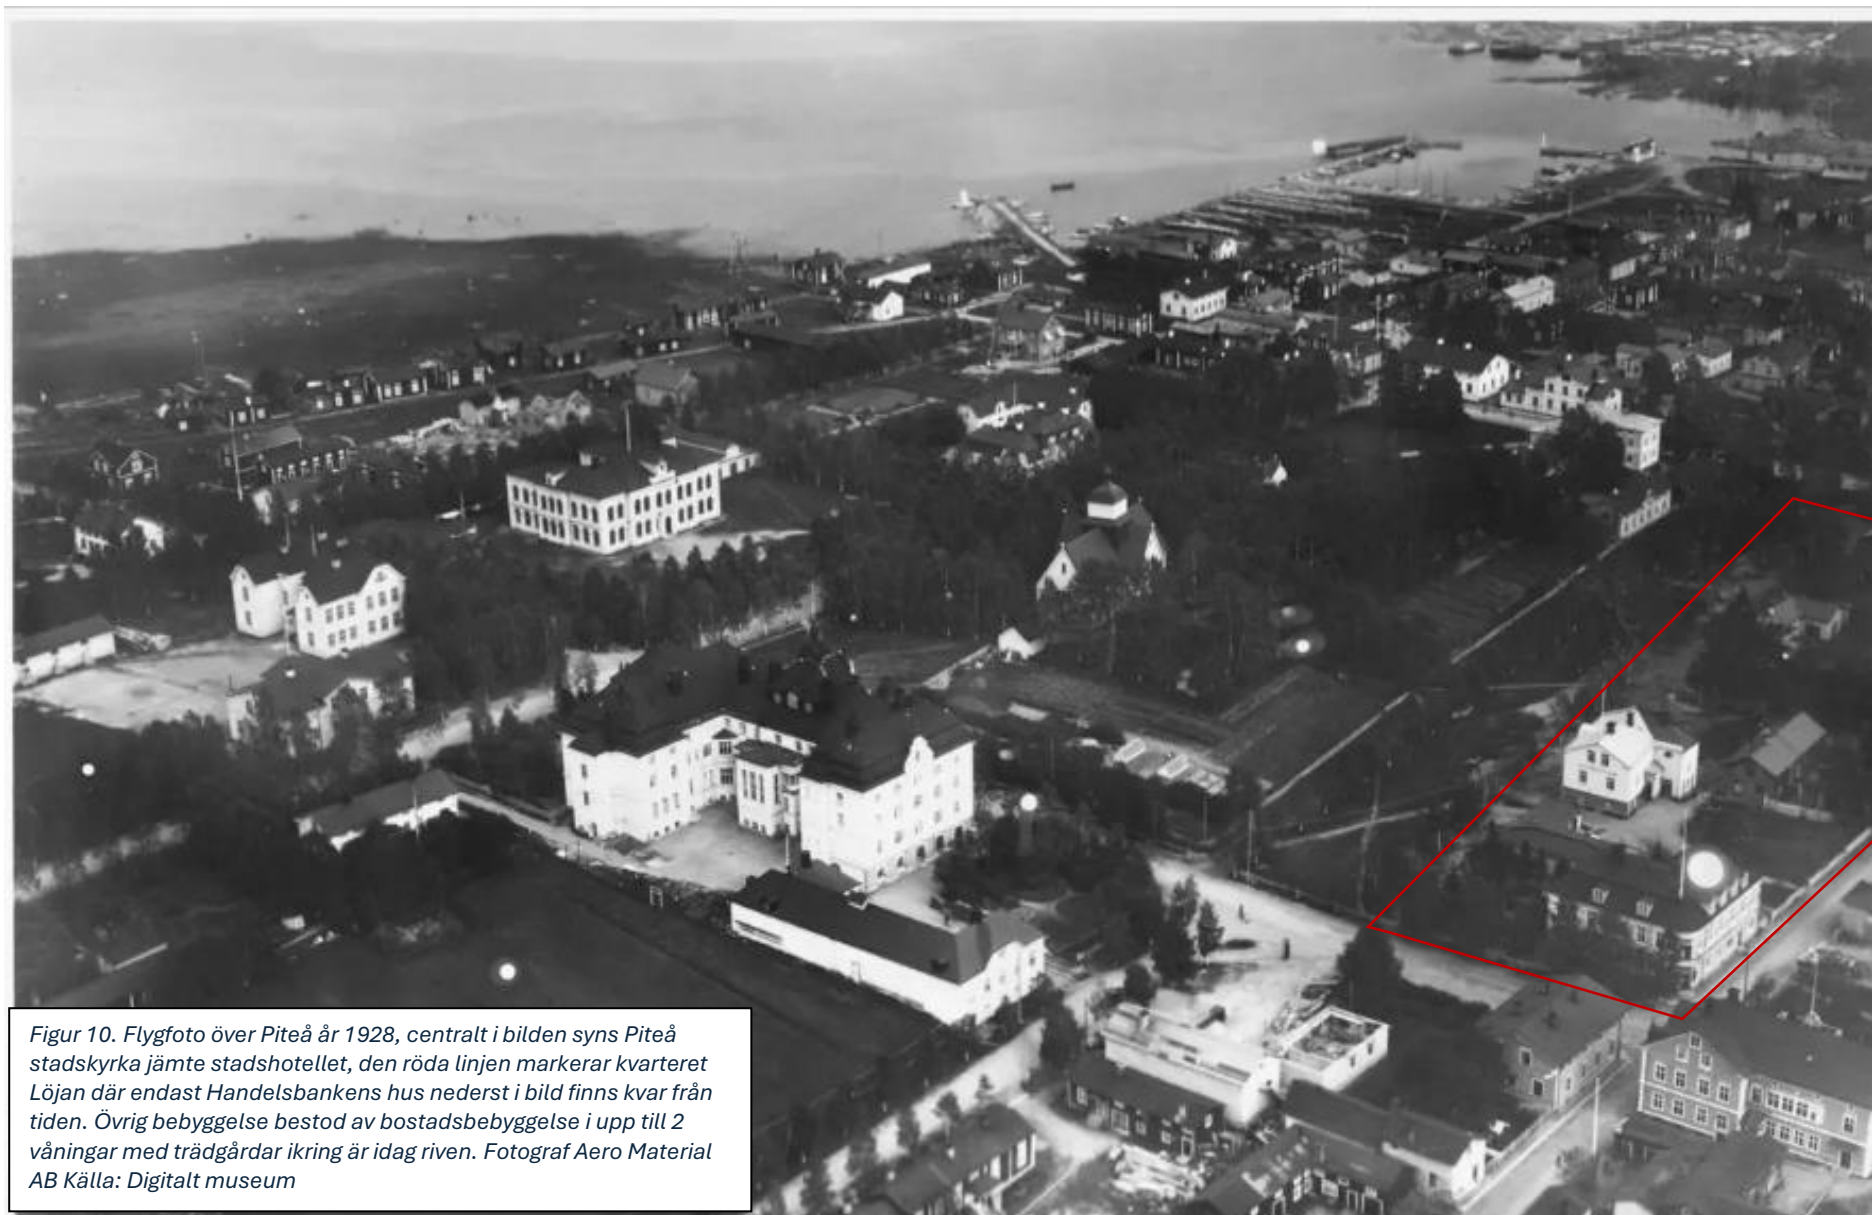 Figur 10. Flygfoto över Piteå år 1928, centralt i bilden syns Piteå
stadskyrka jämte stadshotellet, den röda linjen markerar kvarteret
Löjan där endast Handelsbankens hus nederst i bild finns kvar från
tiden. Övrig bebyggelse bestod av bostadsbebyggelse i upp till 2
våningar med trädgårdar ikring är idag riven. Fotograf Aero Material
AB Källa: Digitalt museum